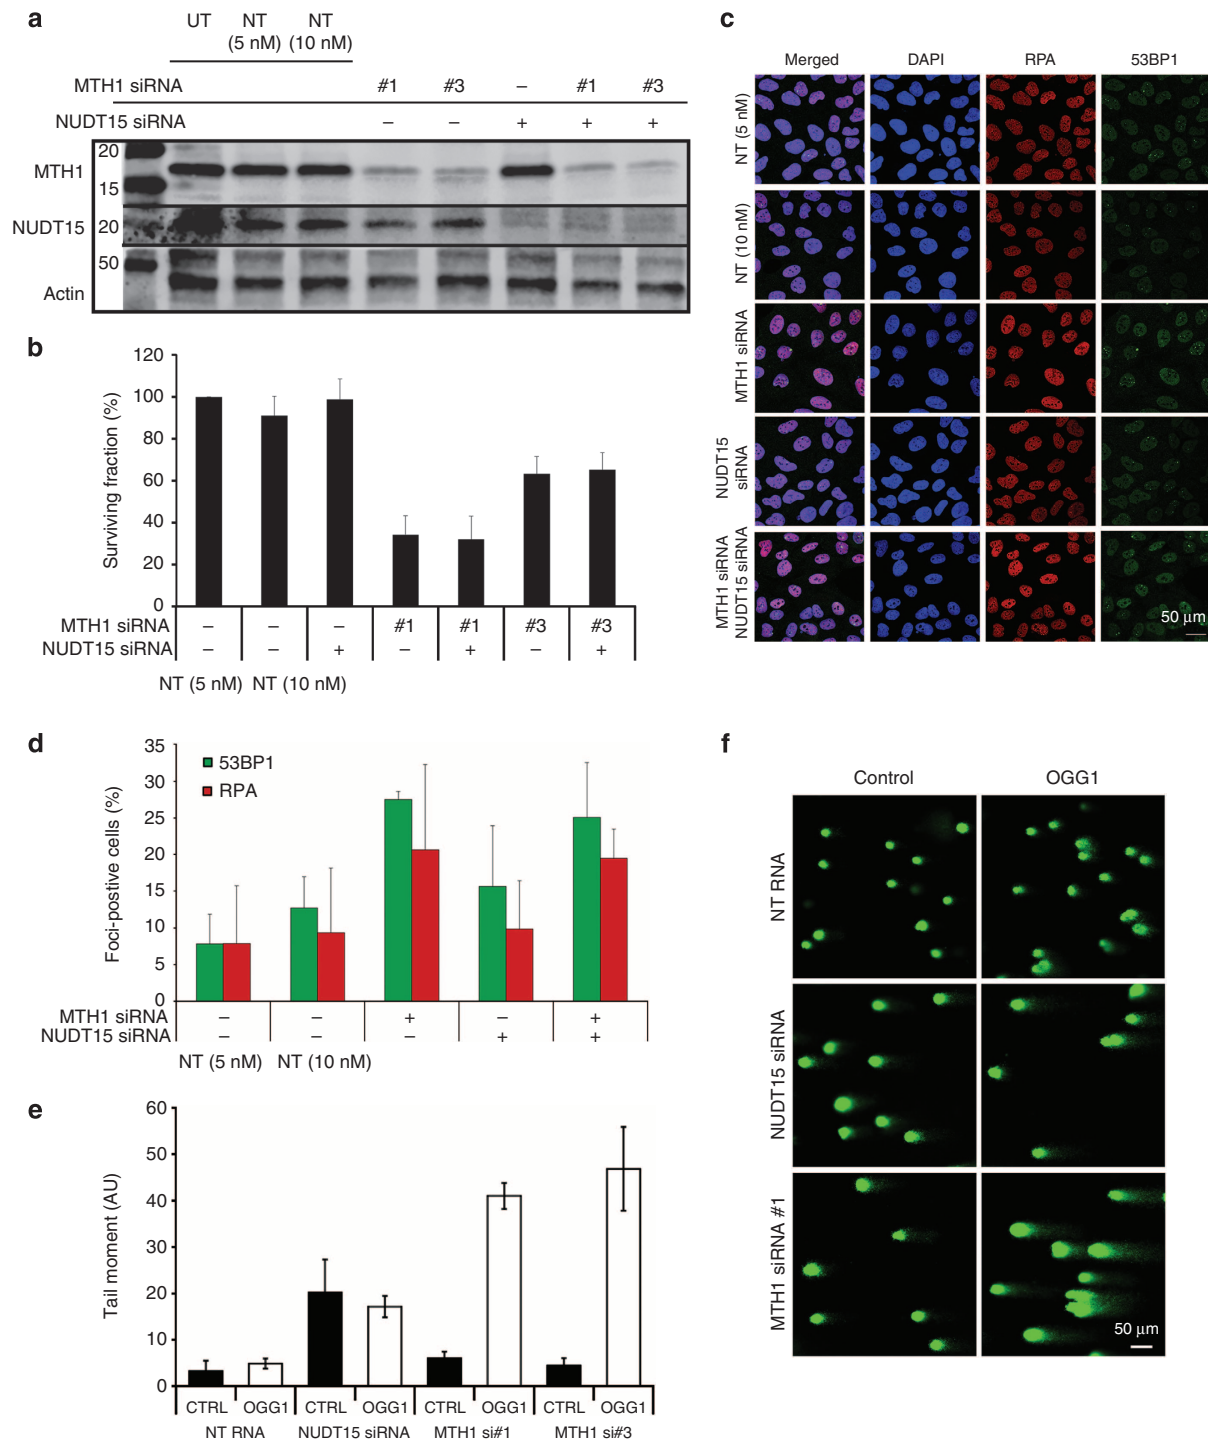 a
UT NT NT
(5 nM) (10 nM)
MTH1 siRNA #1 #3 – #1 #3
NUDT15 siRNA – – + + +
MTH1 20
15
NUDT15 20
50
Actin
b
Surviving fraction (%)
120
100
80
60
40
20
0
MTH1 siRNA – – – #1 #1 #3 #3
NUDT15 siRNA – – + – + – +
NT (5 nM) NT (10 nM)
c
Merged DAPI RPA 53BP1
NT (5 nM)
NT (10 nM)
MTH1 siRNA
NUDT15
siRNA
MTH1 siRNA
NUDT15 siRNA
50 µm
d
Foci-postive cells (%)
35
30
25
20
15
10
5
0
53BP1
RPA
MTH1 siRNA – – + – +
NUDT15 siRNA – – – + +
NT (5 nM) NT (10 nM)
e
Tail moment (AU)
60
50
40
30
20
10
0
CTRL OGG1 CTRL OGG1 CTRL OGG1 CTRL OGG1
NT RNA NUDT15 siRNA MTH1 si#1 MTH1 si#3
f
Control OGG1
NT RNA
NUDT15 siRNA
MTH1 siRNA #1
50 µm